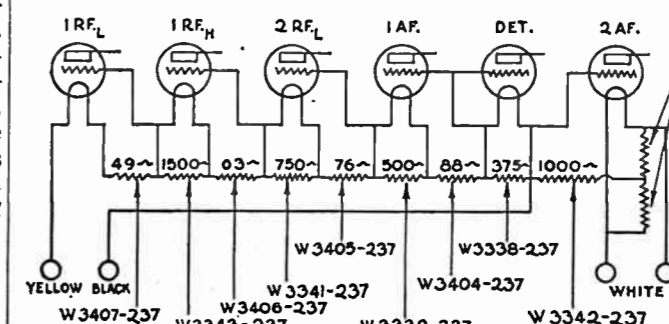 1 RF.L 1 RF.H 2 RF.L 1 AF. DET. 2 AF.
49~ 1500~ 63~ 750~ 76~ 500~ 88~ 375~ 1000~
W3405-237 W3338-237
YELLOW BLACK W3341-237 W3404-237 WHITE
W3407-237 W3406-237 W3342-237